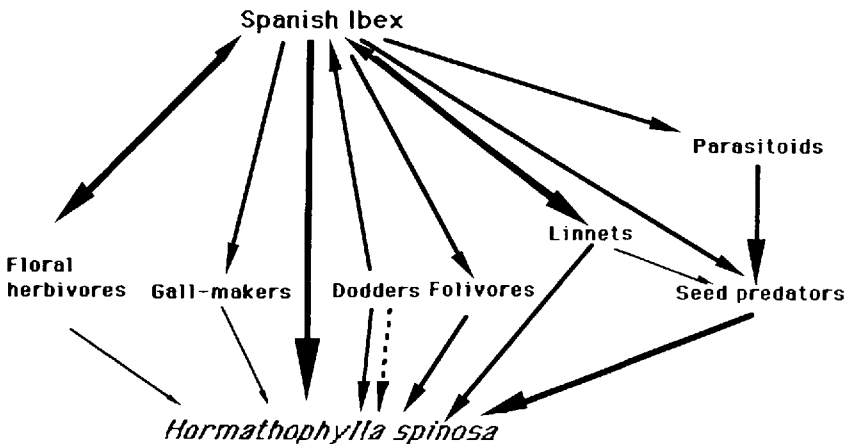 Spanish Ibex
Parasitoids
Linnets
Floral
herbivores
Gall-makers
Dodders
Folivores
Seed predators
Hormathophylla spinosa